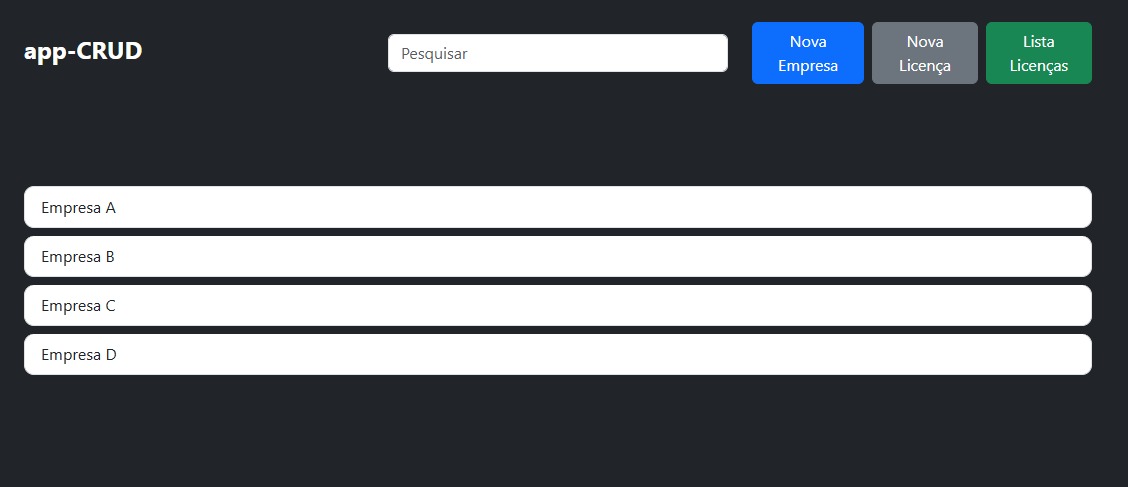 app-CRUD
Pesquisar
Nova
Empresa
Nova
Licença
Lista
Licenças
Empresa A
Empresa B
Empresa C
Empresa D